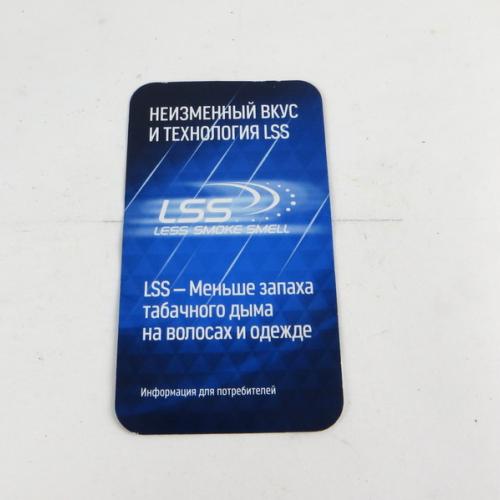 НЕИЗМЕННЫЙ ВКУС
И ТЕХНОЛОГИЯ LSS
LSS
LESS SMOKE SMELL
LSS – Меньше запаха
табачного дыма
на волосах и одежде
Информация для потребителей